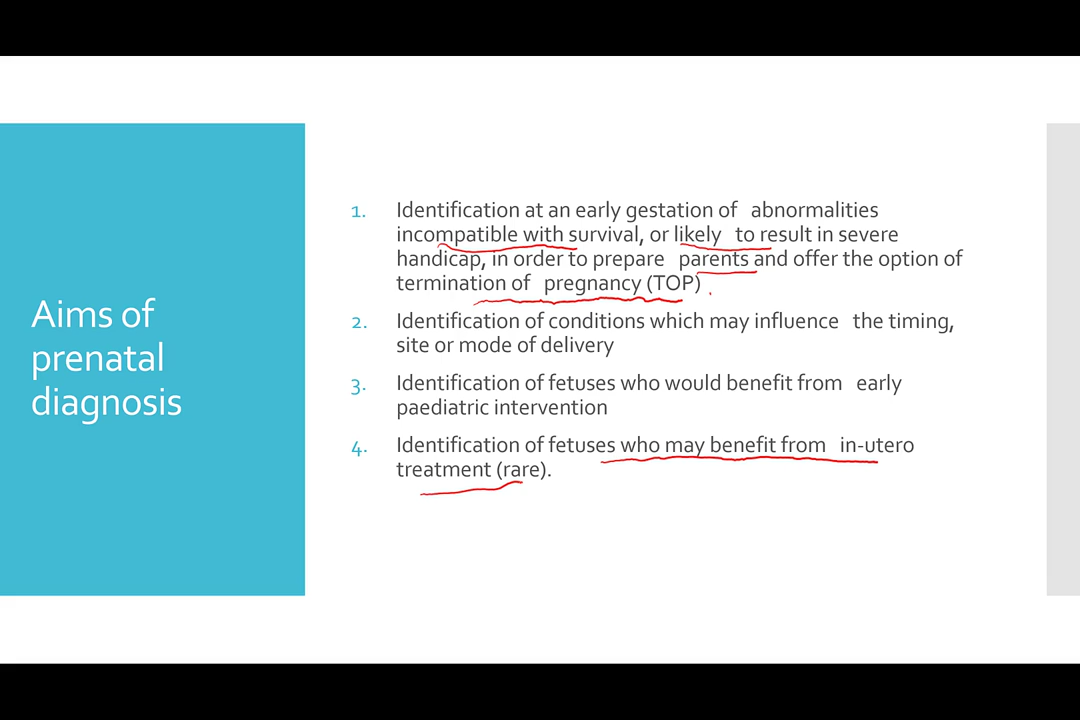 Aims of
prenatal
diagnosis
1. Identification at an early gestation of abnormalities
incompatible with survival, or likely to result in severe
handicap, in order to prepare parents and offer the option of
termination of pregnancy (TOP)
2. Identification of conditions which may influence the timing,
site or mode of delivery
3. Identification of fetuses who would benefit from early
paediatric intervention
4. Identification of fetuses who may benefit from in-utero
treatment (rare).